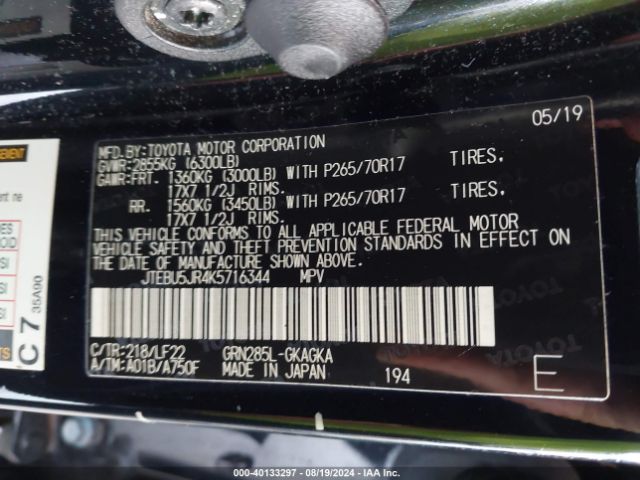 05/19
MFD.BY:TOYOTA MOTOR CORPORATION
GVWR:2855KG (6300LB)
GAWR:FRT. 1360KG (3000LB) WITH P265/70R17 TIRES.
17X7 1/2J RIMS.
RR. 1560KG (3450LB) WITH P265/70R17 TIRES.
17X7 1/2J RIMS.
THIS VEHICLE CONFORMS TO ALL APPLICABLE FEDERAL MOTOR
VEHICLE SAFETY AND THEFT PREVENTION STANDARDS IN EFFECT ON
THE DATE OF MANUFACTURE SHOWN ABOVE.
JTEBU5JR4K5716344 MPV
C/TR:218/LF22 GRN285L-GKAGKA
A/TM:A01B/A750F MADE IN JAPAN 194
E
C 7
35A90
000-40133297 - 08/19/2024 - IAA Inc.